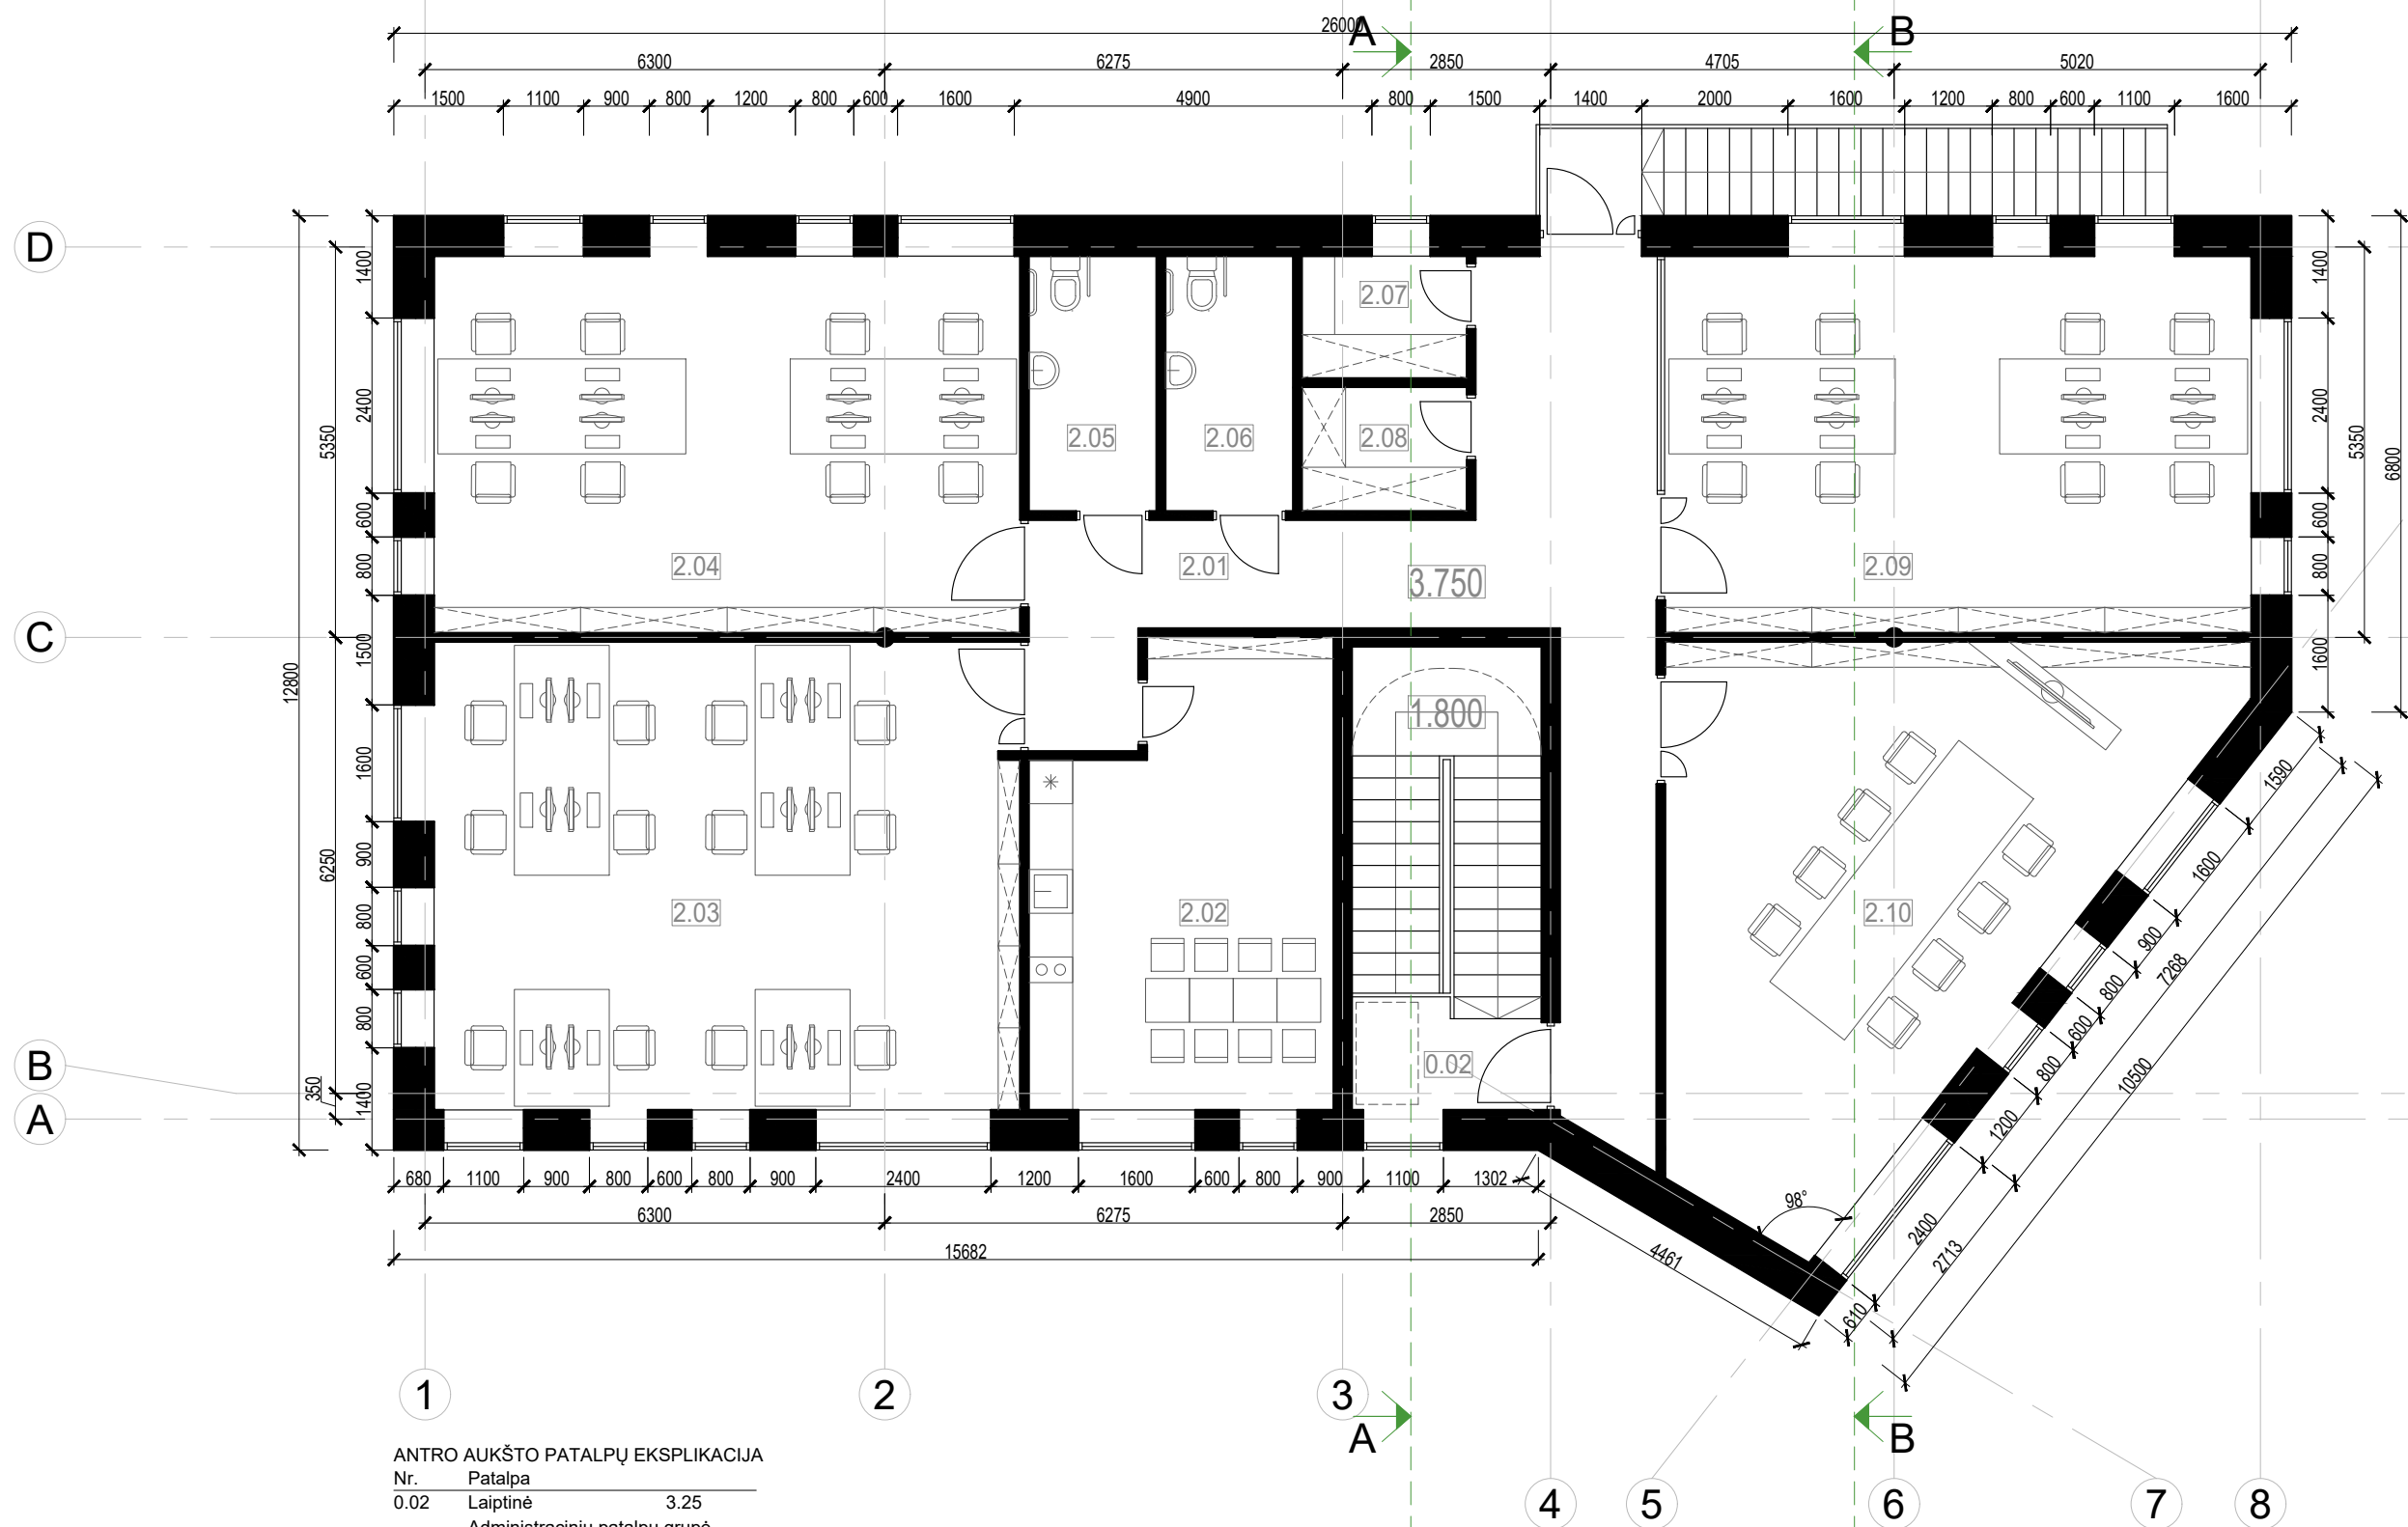 26000
A B
6300 6275 2850 4705 5020
1500 1100 900 800 1200 800 600 1600 4900 800 1500 1400 2000 1600 1200 800 600 1100 1600
D
C
B
A
12800
5350 6250 350
1400 2400 600 800 1500 1600 900 800 600 800 1400
2.07
2.05 2.06 2.08
2.04 2.01 3.750 2.09
1.800
2.03 2.02 2.10
0.02
1400 2400 600 800 1600
5350
6800
1590 1600 900 800 600 800 1200 2400 610
7268 2713
10500
98°
4461
680 1100 900 800 600 800 900 2400 1200 1600 600 800 900 1100 1302
6300 6275 2850
15682
1 2 3
A B
4 5 6 7 8
ANTRO AUKŠTO PATALPŲ EKSPLIKACIJA
Nr. Patalpa
0.02 Laiptinė 3.25
Administracinių patalpų grupė